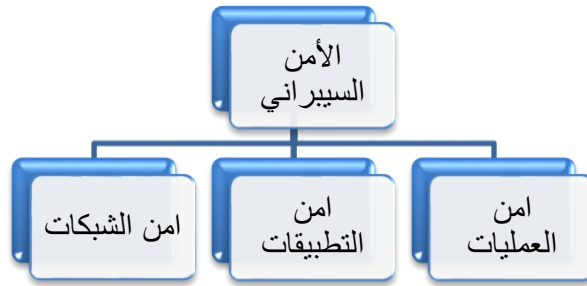 الأمن
السيبراني
امن
العمليات
امن
التطبيقات
امن الشبكات